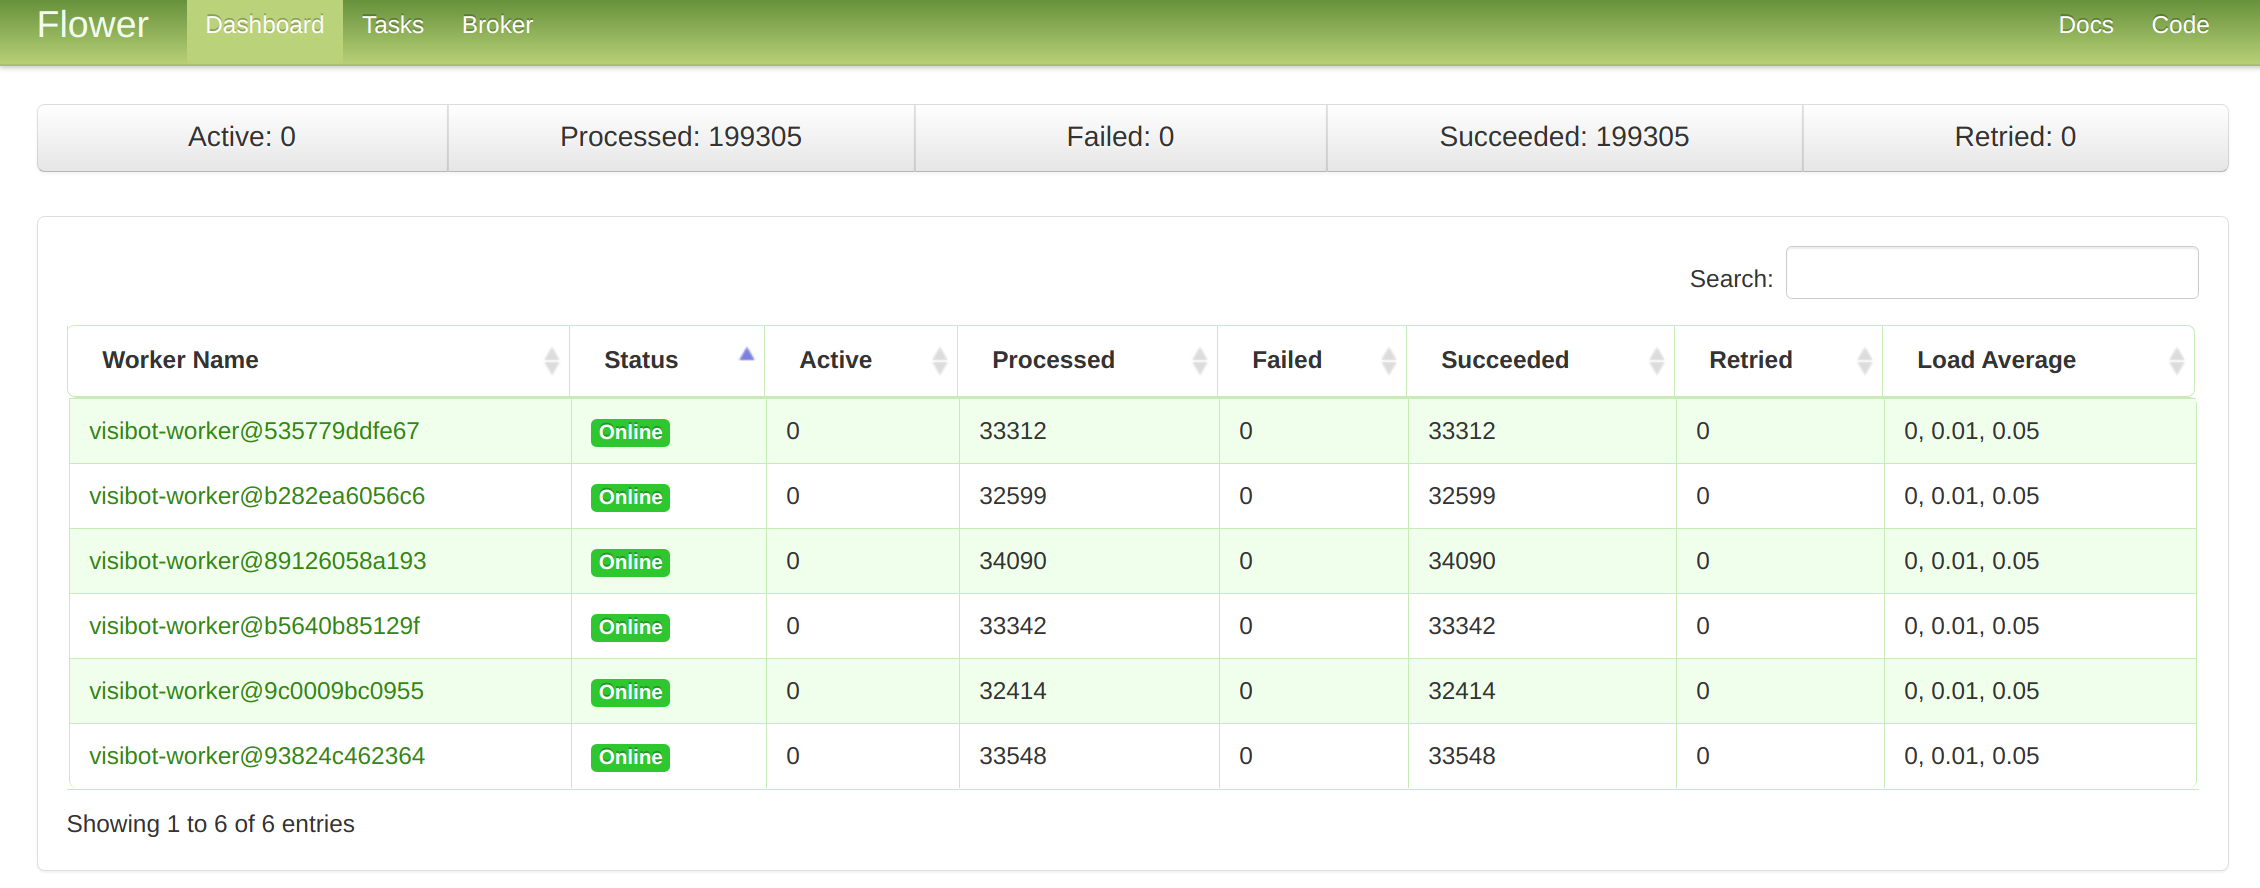 Flower Dashboard Tasks Broker Docs Code
Active: 0 Processed: 199305 Failed: 0 Succeeded: 199305 Retried: 0
Search:
Worker Name Status Active Processed Failed Succeeded Retried Load Average
visibot-worker@535779ddfe67 Online 0 33312 0 33312 0 0, 0.01, 0.05
visibot-worker@b282ea6056c6 Online 0 32599 0 32599 0 0, 0.01, 0.05
visibot-worker@89126058a193 Online 0 34090 0 34090 0 0, 0.01, 0.05
visibot-worker@b5640b85129f Online 0 33342 0 33342 0 0, 0.01, 0.05
visibot-worker@9c0009bc0955 Online 0 32414 0 32414 0 0, 0.01, 0.05
visibot-worker@93824c462364 Online 0 33548 0 33548 0 0, 0.01, 0.05
Showing 1 to 6 of 6 entries